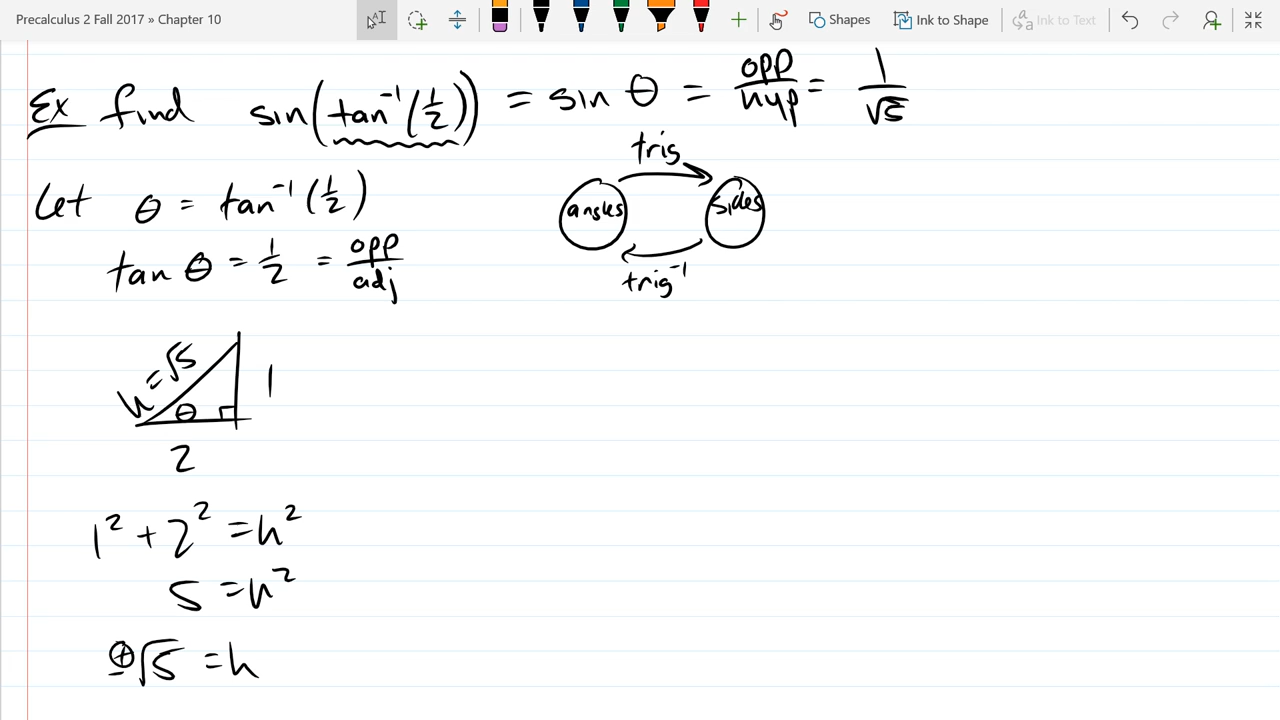 Precalculus 2 Fall 2017 » Chapter 10
Shapes Ink to Shape Ink to Text
Ex find sin(tan⁻¹(1/2)) = sin θ = opp/hyp = 1/√5
Let θ = tan⁻¹(1/2)
tan θ = 1/2 = opp/adj
trig
angles sides
trig⁻¹
h = √5
1
θ
2
1² + 2² = h²
5 = h²
±√5 = h